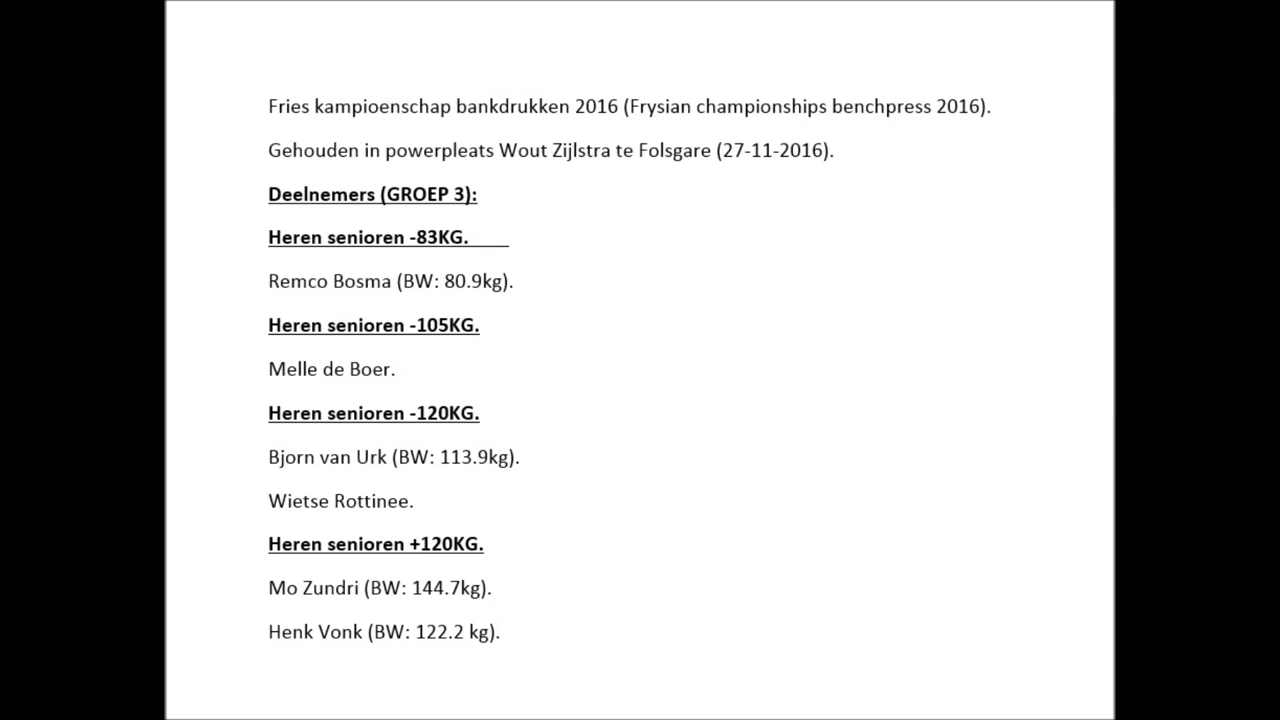 Fries kampioenschap bankdrukken 2016 (Frysian championships benchpress 2016).
Gehouden in powerpleats Wout Zijlstra te Folsgare (27-11-2016).
Deelnemers (GROEP 3):
Heren senioren -83KG.
Remco Bosma (BW: 80.9kg).
Heren senioren -105KG.
Melle de Boer.
Heren senioren -120KG.
Bjorn van Urk (BW: 113.9kg).
Wietse Rottinee.
Heren senioren +120KG.
Mo Zundri (BW: 144.7kg).
Henk Vonk (BW: 122.2 kg).